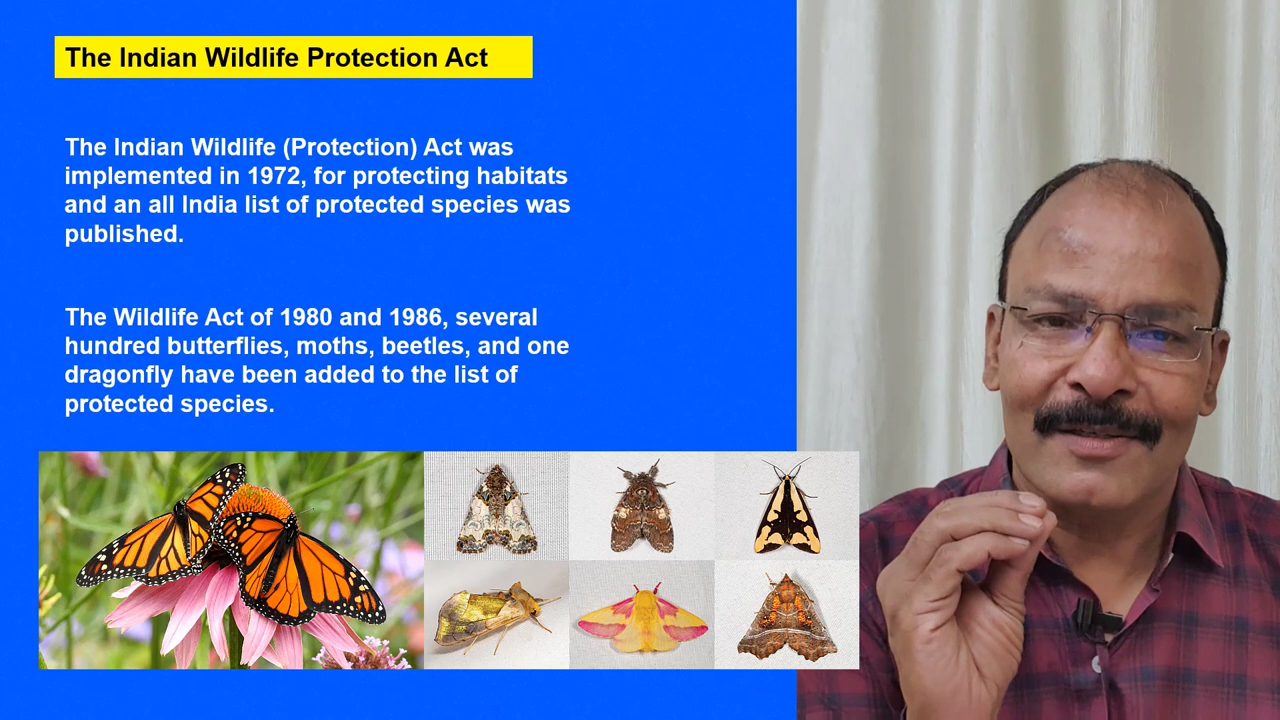 The Indian Wildlife Protection Act
The Indian Wildlife (Protection) Act was
implemented in 1972, for protecting habitats
and an all India list of protected species was
published.
The Wildlife Act of 1980 and 1986, several
hundred butterflies, moths, beetles, and one
dragonfly have been added to the list of
protected species.